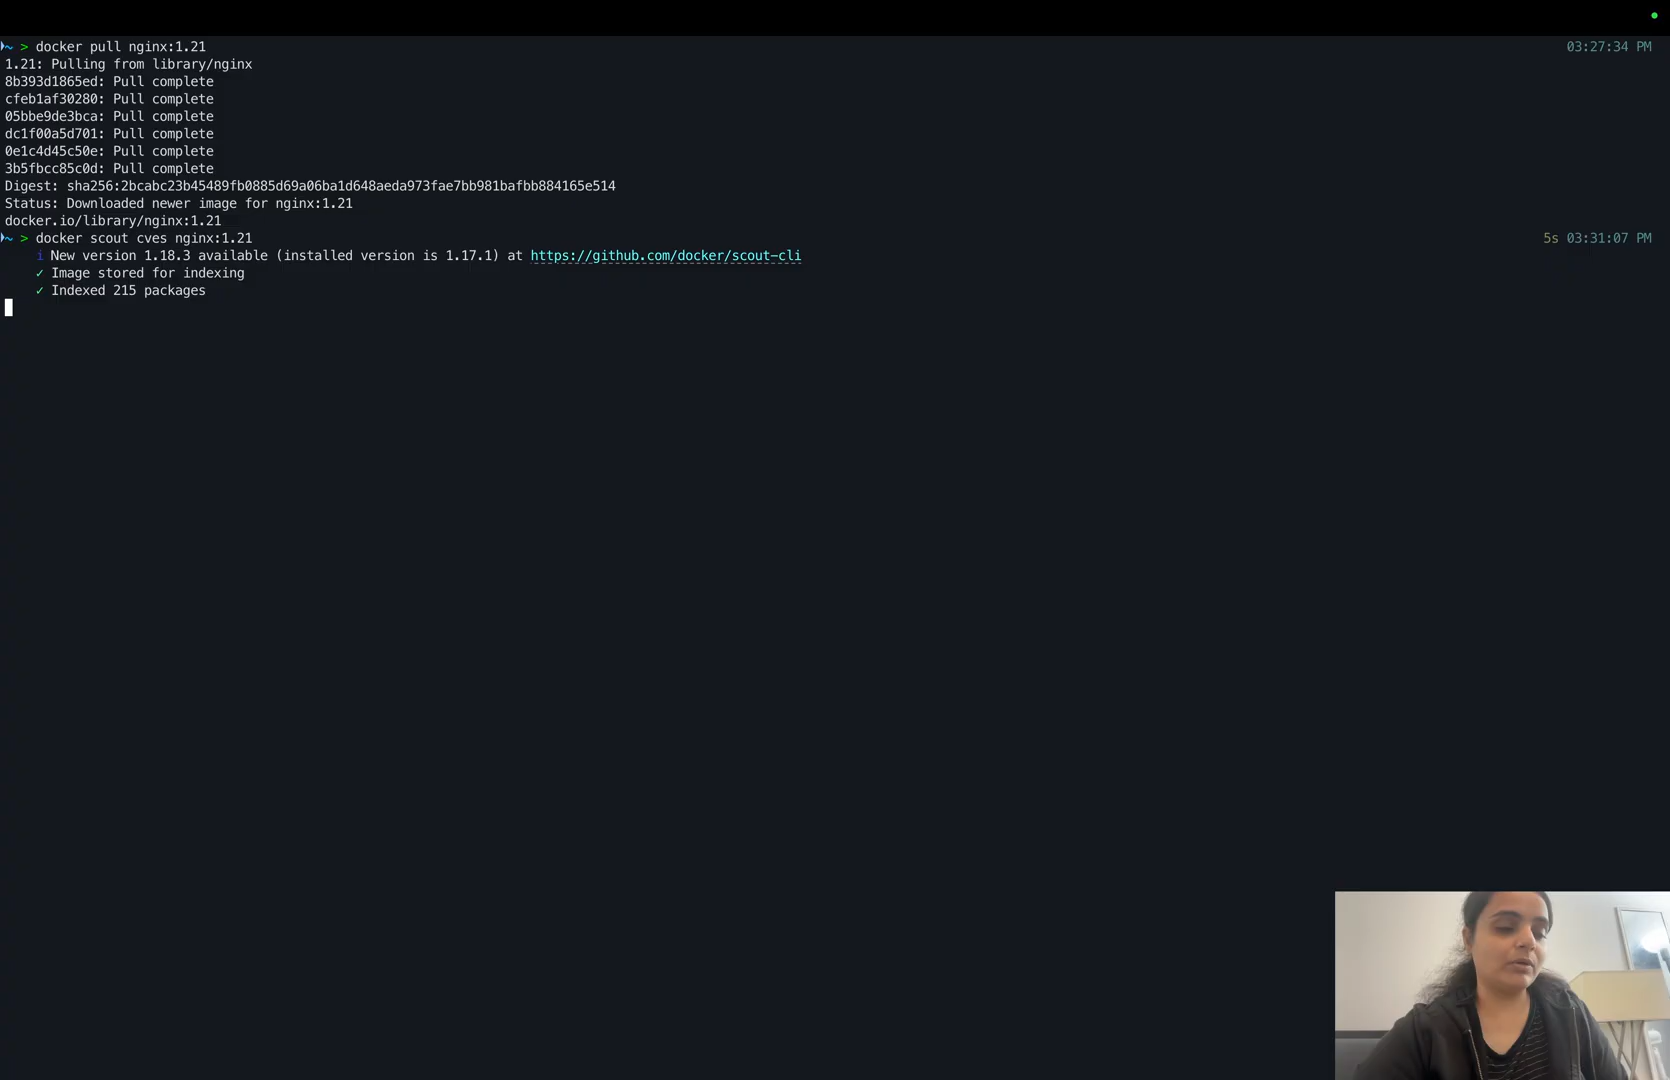 ~ > docker pull nginx:1.21 03:27:34 PM
1.21: Pulling from library/nginx
8b393d1865ed: Pull complete
cfeb1af30280: Pull complete
05bbe9de3bca: Pull complete
dc1f00a5d701: Pull complete
0e1c4d45c50e: Pull complete
3b5fbcc85c0d: Pull complete
Digest: sha256:2bcabc23b45489fb0885d69a06ba1d648aeda973fae7bb981bafbb884165e514
Status: Downloaded newer image for nginx:1.21
docker.io/library/nginx:1.21
~ > docker scout cves nginx:1.21 5s 03:31:07 PM
i New version 1.18.3 available (installed version is 1.17.1) at https://github.com/docker/scout-cli
✓ Image stored for indexing
✓ Indexed 215 packages